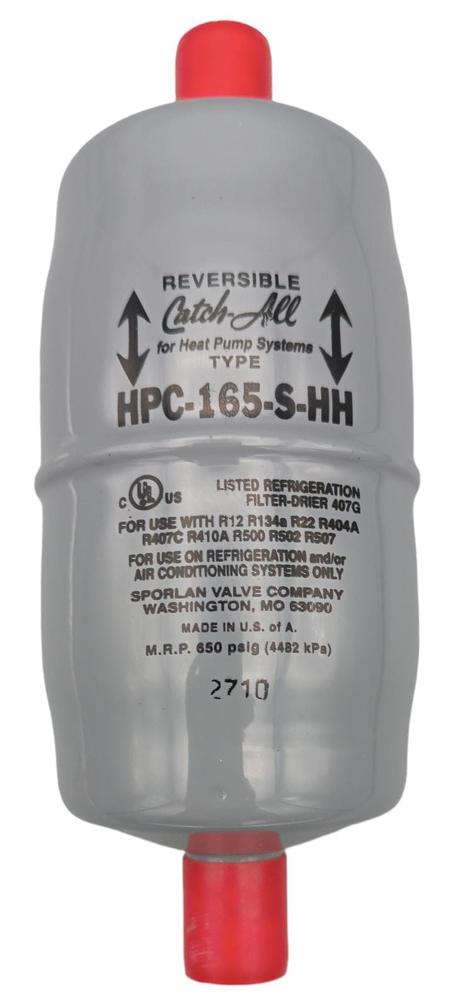 REVERSIBLE
Catch-All
for Heat Pump Systems
TYPE
HPC-165-S-HH
C UL US
LISTED REFRIGERATION
FILTER-DRIER 407G
FOR USE WITH R12 R134a R22 R404A
R407C R410A R500 R502 R507
FOR USE ON REFRIGERATION and/or
AIR CONDITIONING SYSTEMS ONLY
SPORLAN VALVE COMPANY
WASHINGTON, MO 63090
MADE IN U.S. of A.
M.R.P. 650 psig (4482 kPa)
2710